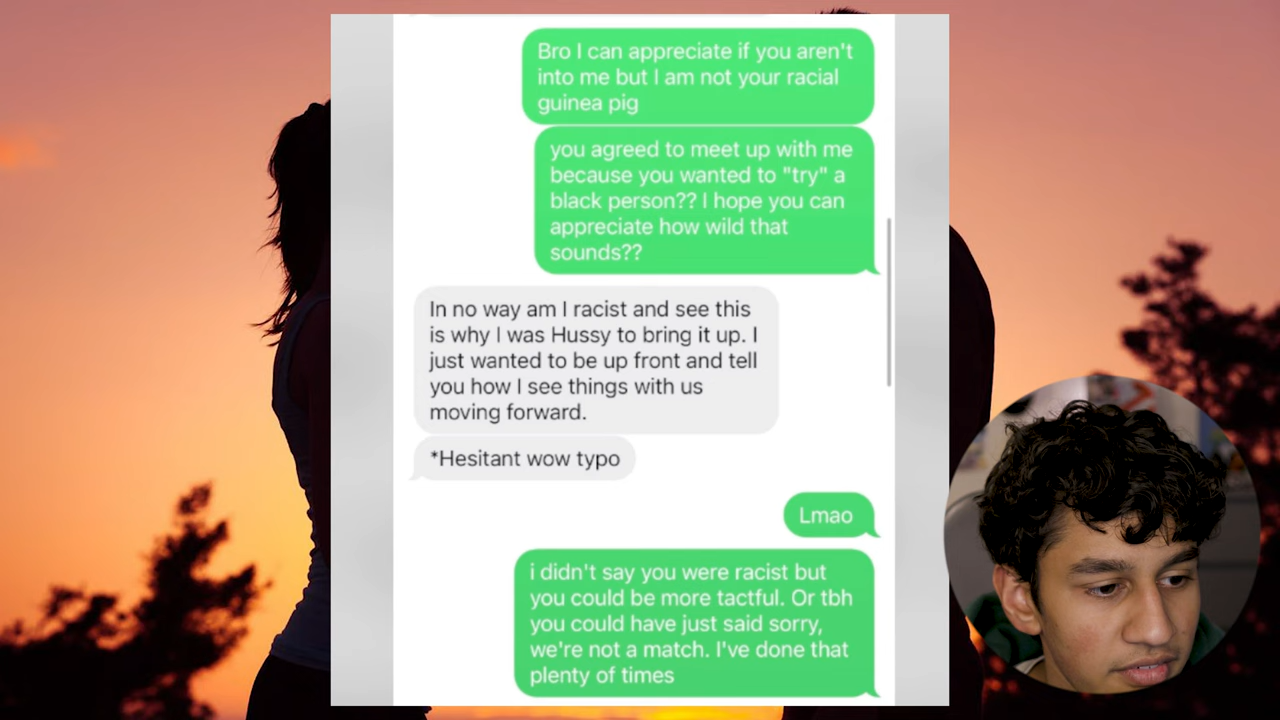 Bro I can appreciate if you aren't
into me but I am not your racial
guinea pig
you agreed to meet up with me
because you wanted to "try" a
black person?? I hope you can
appreciate how wild that
sounds??
In no way am I racist and see this
is why I was Hussy to bring it up. I
just wanted to be up front and tell
you how I see things with us
moving forward.
*Hesitant wow typo
Lmao
i didn't say you were racist but
you could be more tactful. Or tbh
you could have just said sorry,
we're not a match. I've done that
plenty of times